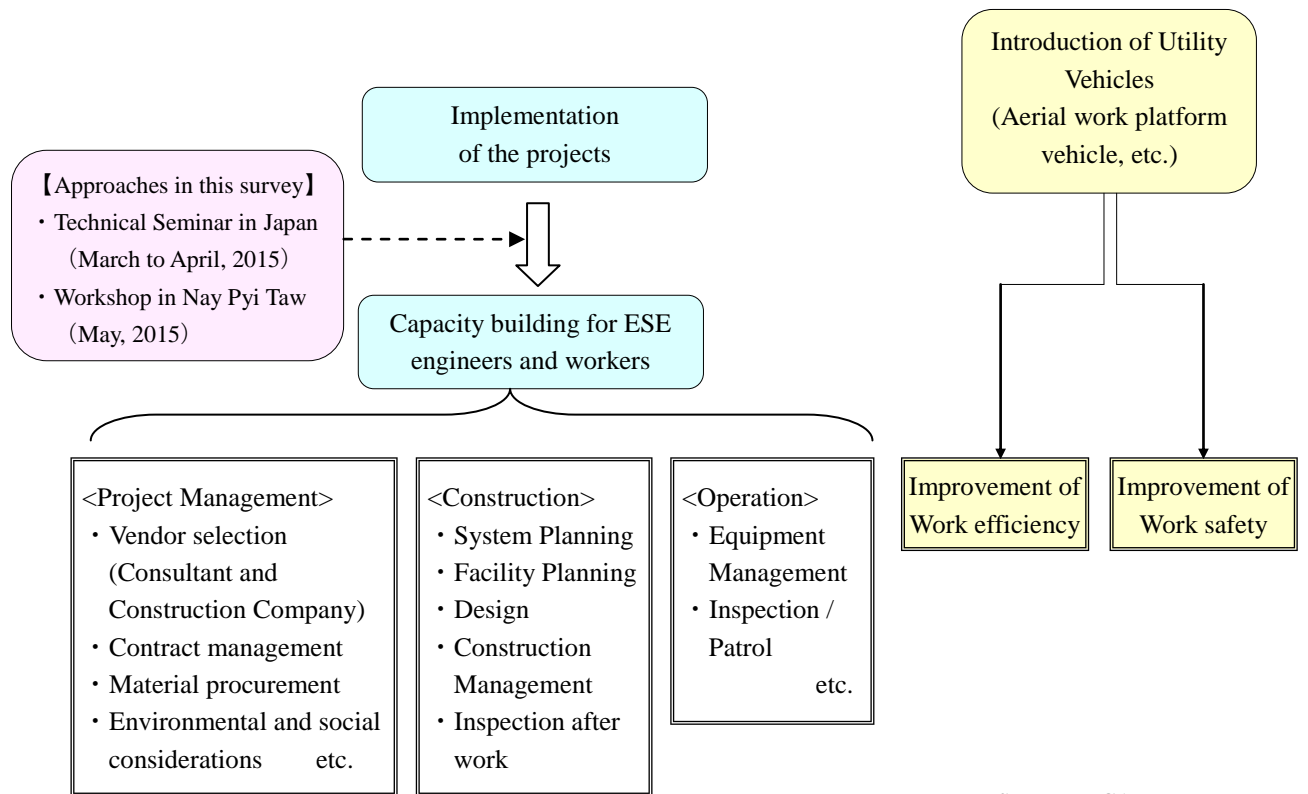 Implementation
of the projects
【Approaches in this survey】
・Technical Seminar in Japan
（March to April, 2015）
・Workshop in Nay Pyi Taw
（May, 2015）
Capacity building for ESE
engineers and workers
<Project Management>
・Vendor selection
(Consultant and
Construction Company)
・Contract management
・Material procurement
・Environmental and social
considerations etc.
<Construction>
・System Planning
・Facility Planning
・Design
・Construction
Management
・Inspection after
work
<Operation>
・Equipment
Management
・Inspection /
Patrol
etc.
Introduction of Utility
Vehicles
(Aerial work platform
vehicle, etc.)
Improvement of
Work efficiency
Improvement of
Work safety